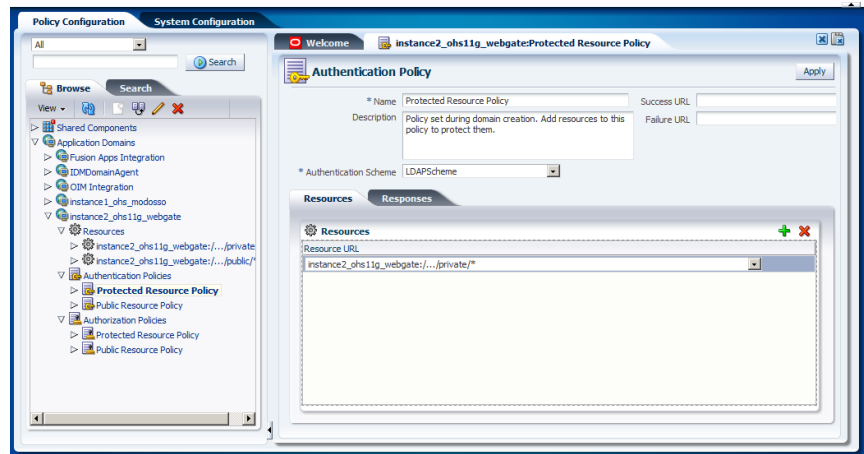 Policy Configuration System Configuration
All
Search
Browse Search
View
Shared Components
Application Domains
Fusion Apps Integration
IDMDomainAgent
OIM Integration
instance1_ohs_modosso
instance2_ohs11g_webgate
Resources
instance2_ohs11g_webgate:/.../private
instance2_ohs11g_webgate:/.../public/*
Authentication Policies
Protected Resource Policy
Public Resource Policy
Authorization Policies
Protected Resource Policy
Public Resource Policy
Welcome instance2_ohs11g_webgate:Protected Resource Policy
Authentication Policy Apply
* Name Protected Resource Policy Success URL
Description Policy set during domain creation. Add resources to this Failure URL
policy to protect them.
* Authentication Scheme LDAPScheme
Resources Responses
Resources
Resource URL
instance2_ohs11g_webgate:/.../private/*